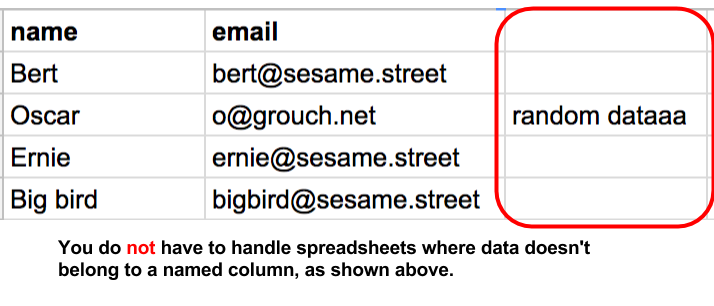 name email
Bert bert@sesame.street
Oscar o@grouch.net random dataaa
Ernie ernie@sesame.street
Big bird bigbird@sesame.street
You do not have to handle spreadsheets where data doesn't
belong to a named column, as shown above.